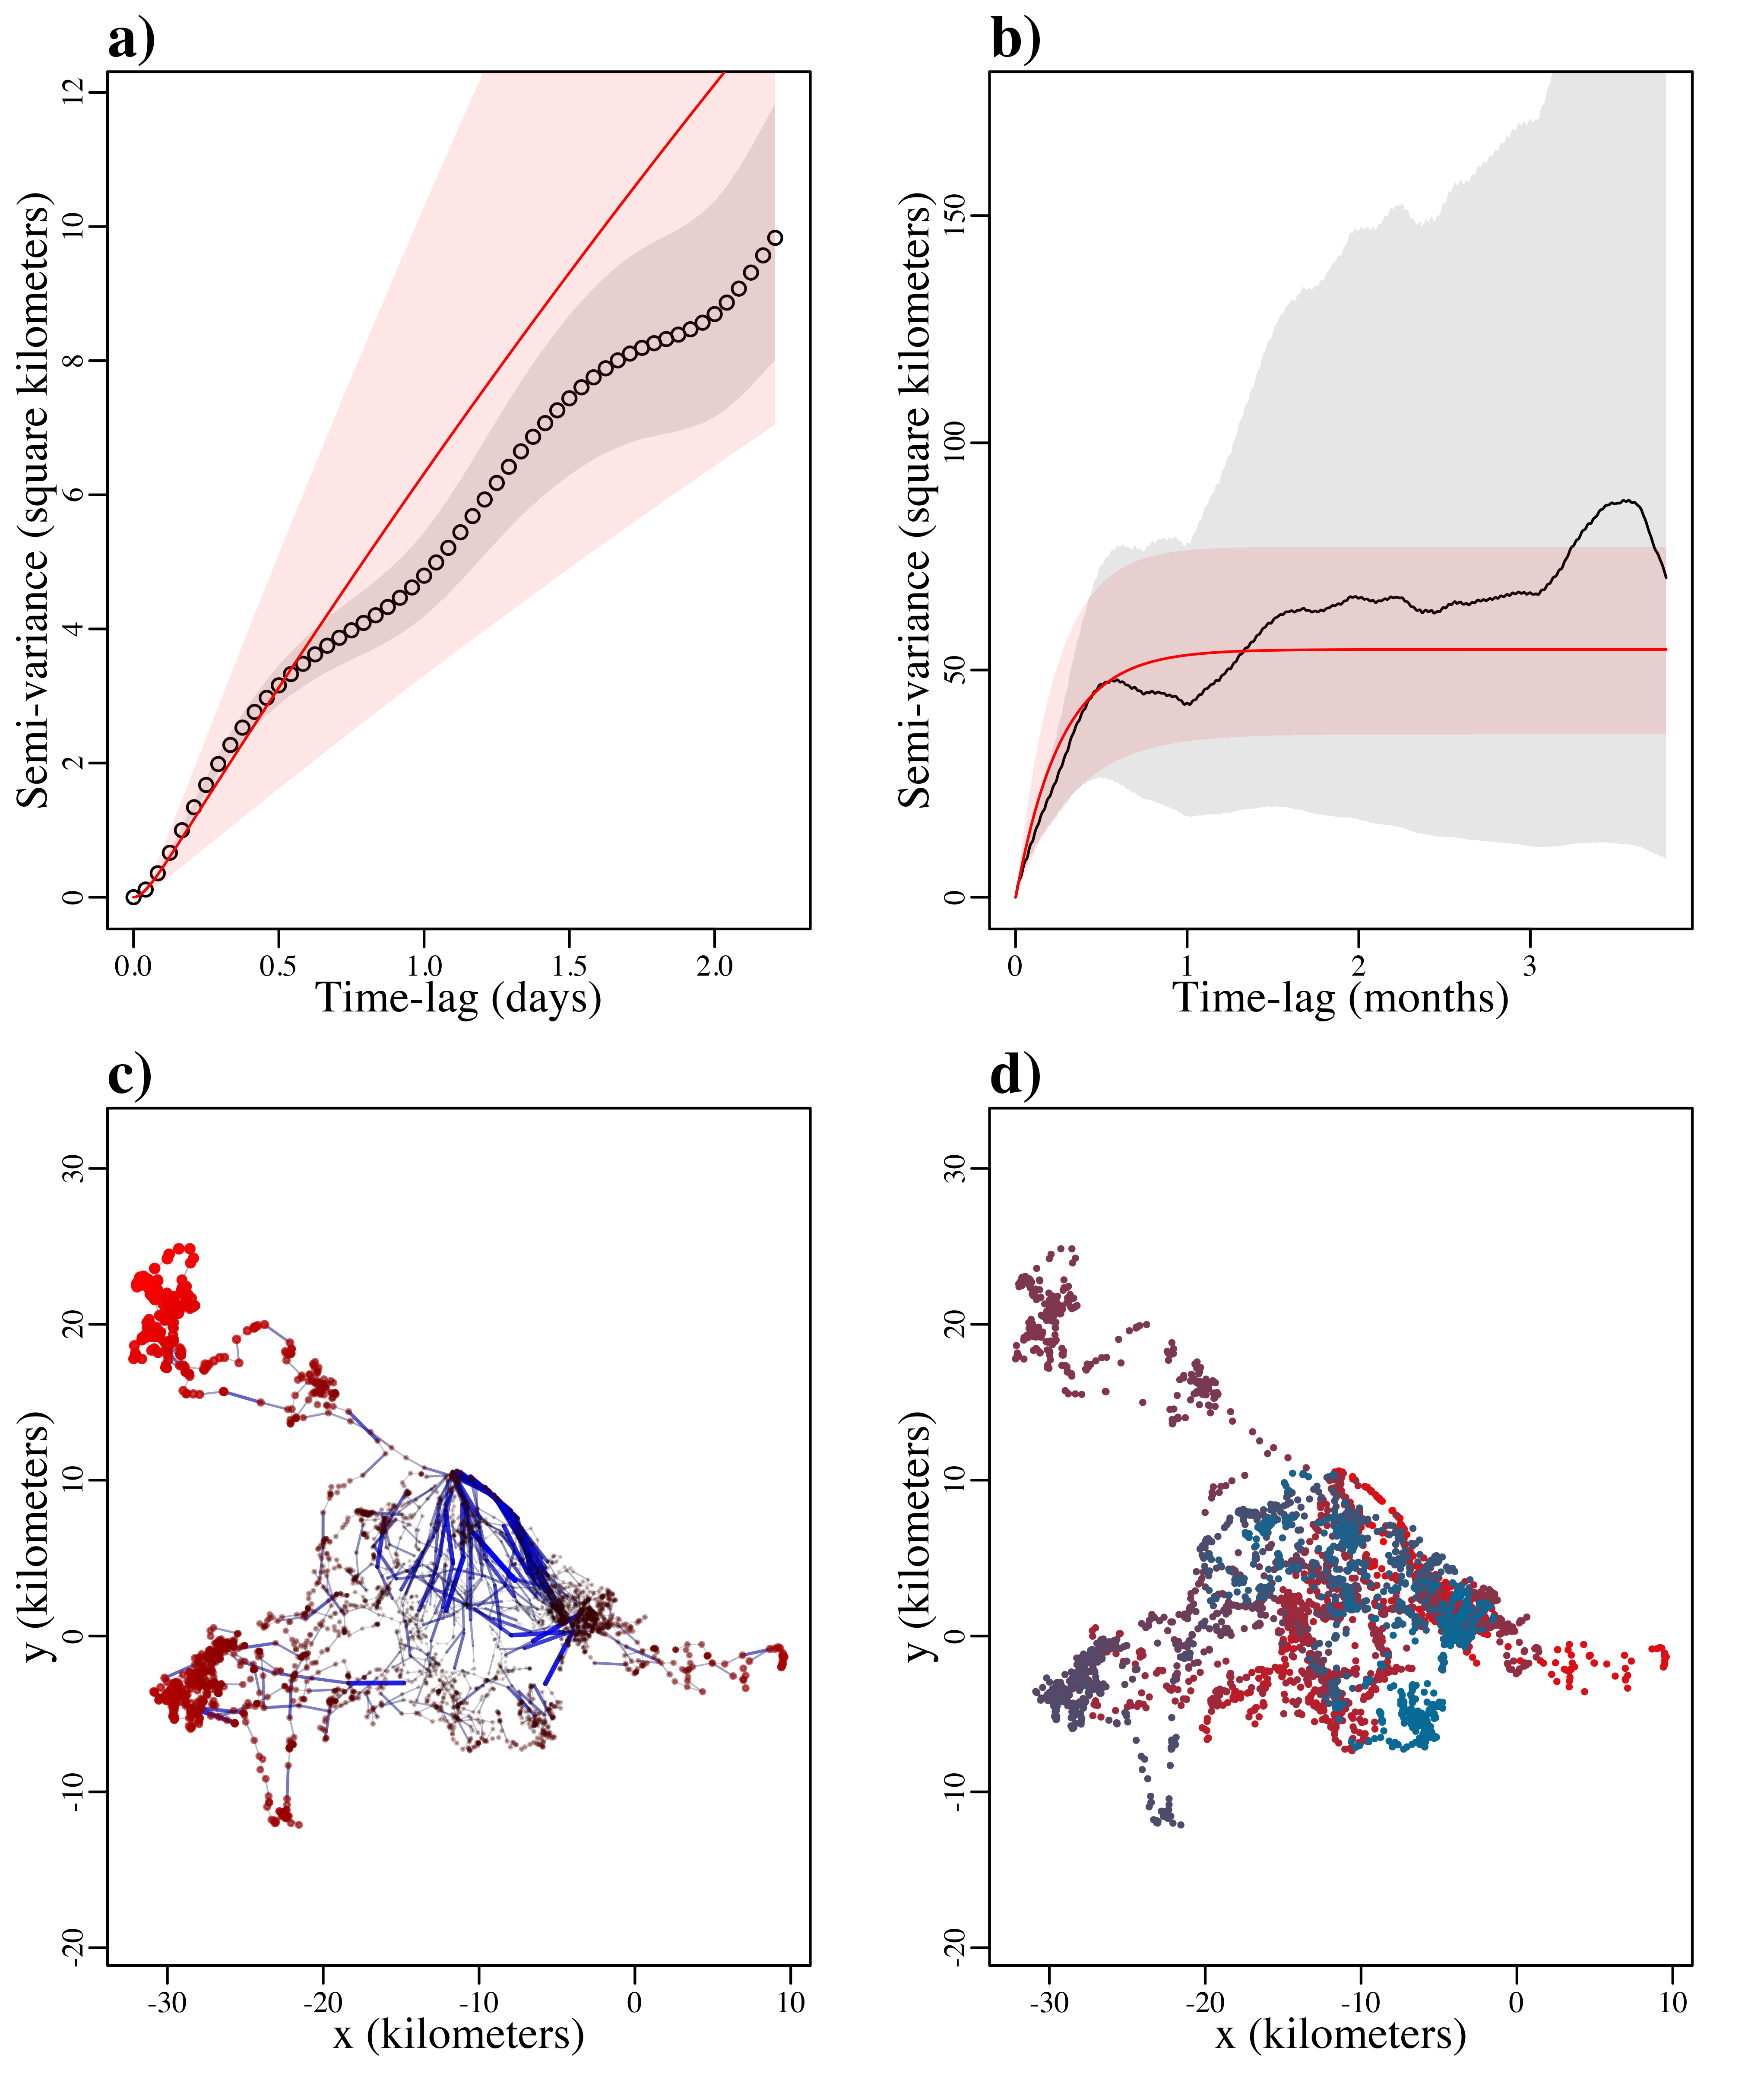 a)
Semi-variance (square kilometers)
12
10
8
6
4
2
0
0.0 0.5 1.0 1.5 2.0
Time-lag (days)
b)
Semi-variance (square kilometers)
150
100
50
0
0 1 2 3
Time-lag (months)
c)
y (kilometers)
30
20
10
0
-10
-20
-30 -20 -10 0 10
x (kilometers)
d)
y (kilometers)
30
20
10
0
-10
-20
-30 -20 -10 0 10
x (kilometers)